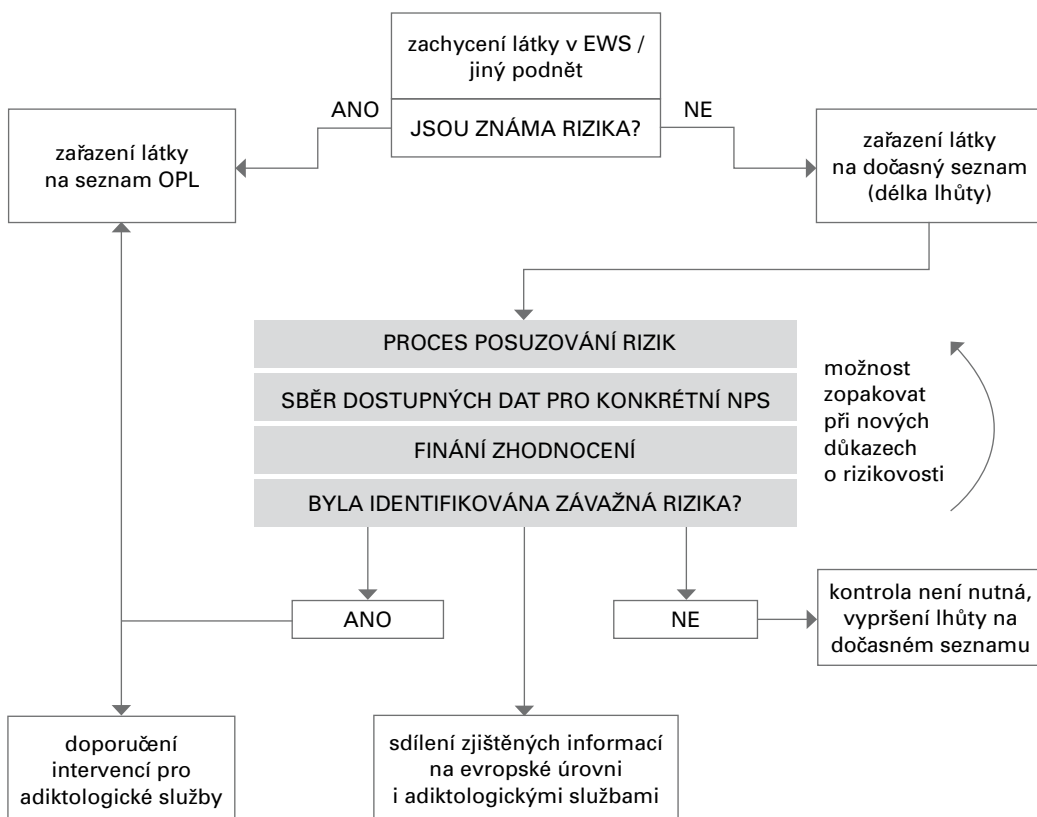 zachycení látky v EWS /
jiný podnět
ANO
NE
JSOU ZNÁMA RIZIKA?
zařazení látky
na seznam OPL
zařazení látky
na dočasný seznam
(délka lhůty)
PROCES POSUZOVÁNÍ RIZIK
SBĚR DOSTUPNÝCH DAT PRO KONKRÉTNÍ NPS
FINÁNÍ ZHODNOCENÍ
BYLA IDENTIFIKOVÁNA ZÁVAŽNÁ RIZIKA?
možnost
zopakovat
při nových
důkazech
o rizikovosti
ANO
NE
kontrola není nutná,
vypršení lhůty na
dočasném seznamu
doporučení
intervencí pro
adiktologické služby
sdílení zjištěných informací
na evropské úrovni
i adiktologickými službami